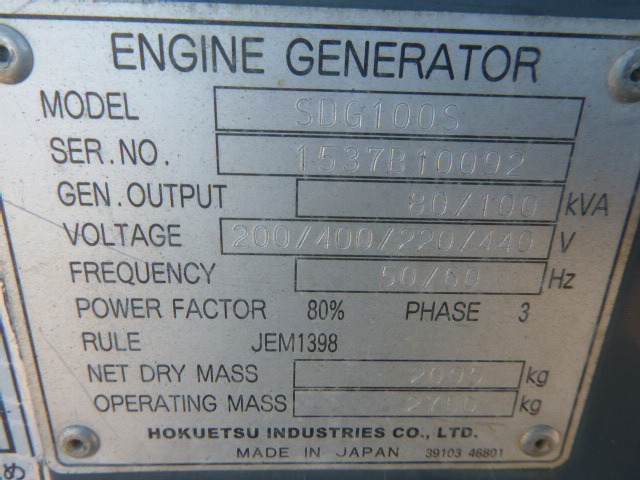 ENGINE GENERATOR
MODEL SDG100S
SER.NO. 1537B10092
GEN.OUTPUT 80/100 kVA
VOLTAGE 200/400/220/440 V
FREQUENCY 50/60 Hz
POWER FACTOR 80% PHASE 3
RULE JEM1398
NET DRY MASS 2095 kg
OPERATING MASS kg
HOKUETSU INDUSTRIES CO., LTD.
MADE IN JAPAN 39103 46801